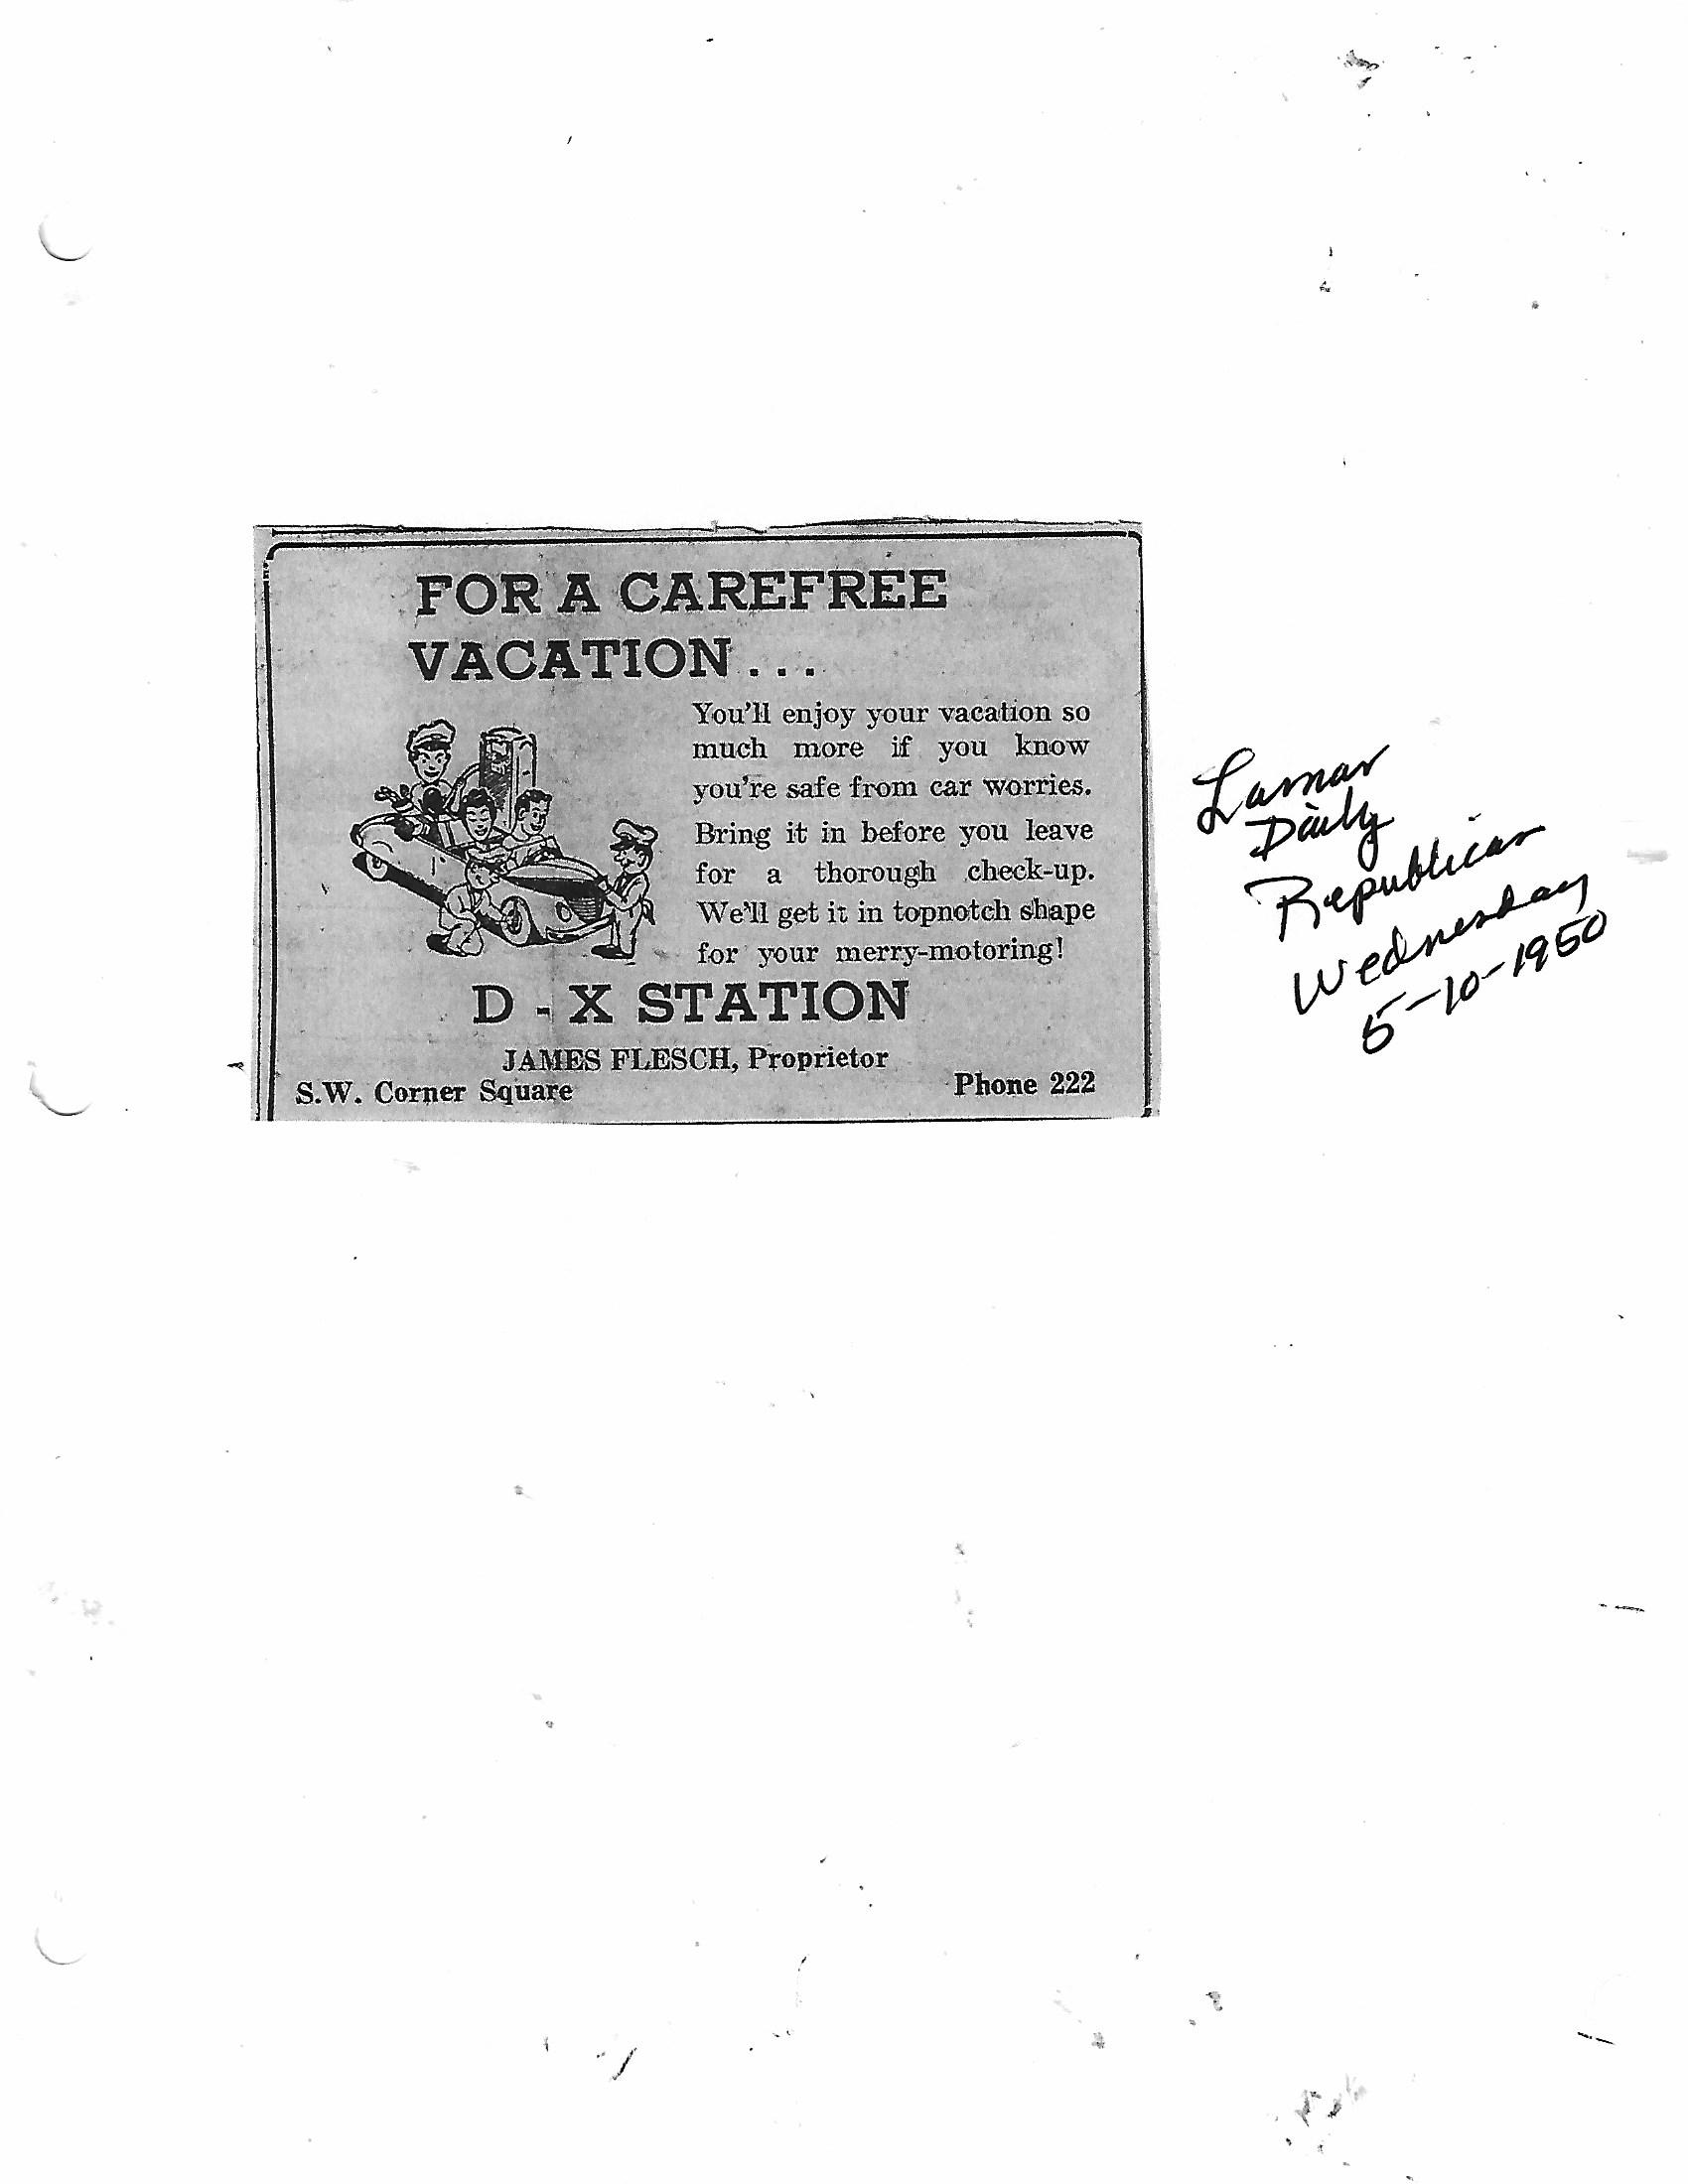 FOR A CAREFREE
VACATION...
You'll enjoy your vacation so
much more if you know
you're safe from car worries.
Bring it in before you leave
for a thorough check-up.
We'll get it in topnotch shape
for your merry-motoring!
D-X STATION
JAMES FLESCH, Proprietor
S.W. Corner Square
Phone 222
Lamar
Daily
Republican
Wednesday
5-10-1950